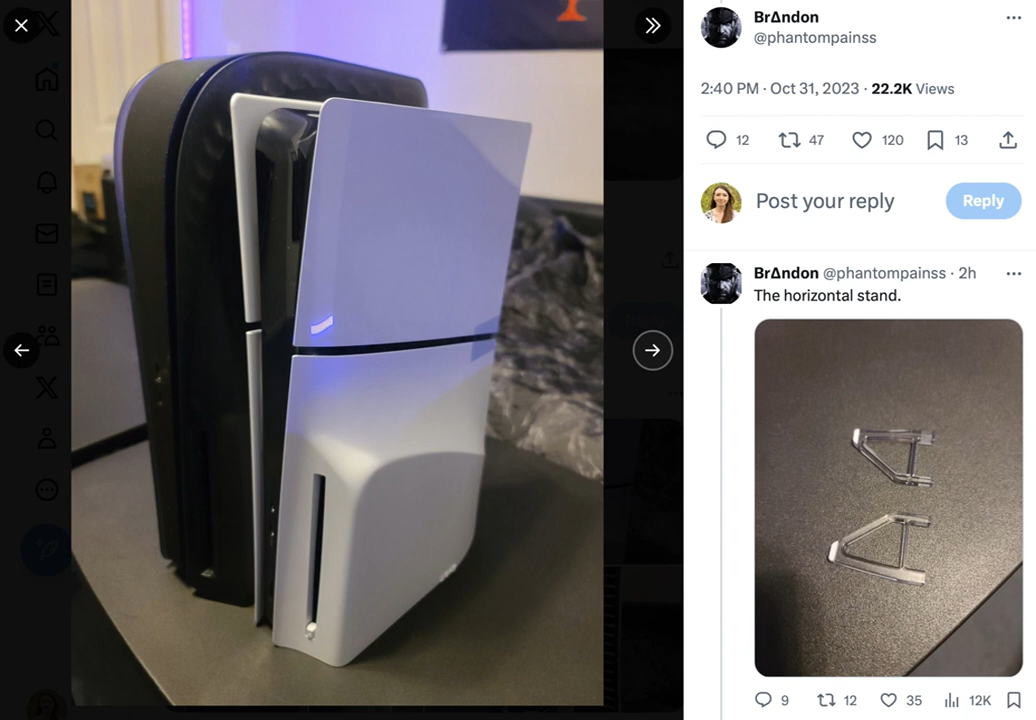 BrΔndon
@phantompainss
2:40 PM · Oct 31, 2023 · 22.2K Views
12 47 120 13
Post your reply
Reply
BrΔndon @phantompainss · 2h
The horizontal stand.
9 12 35 12K